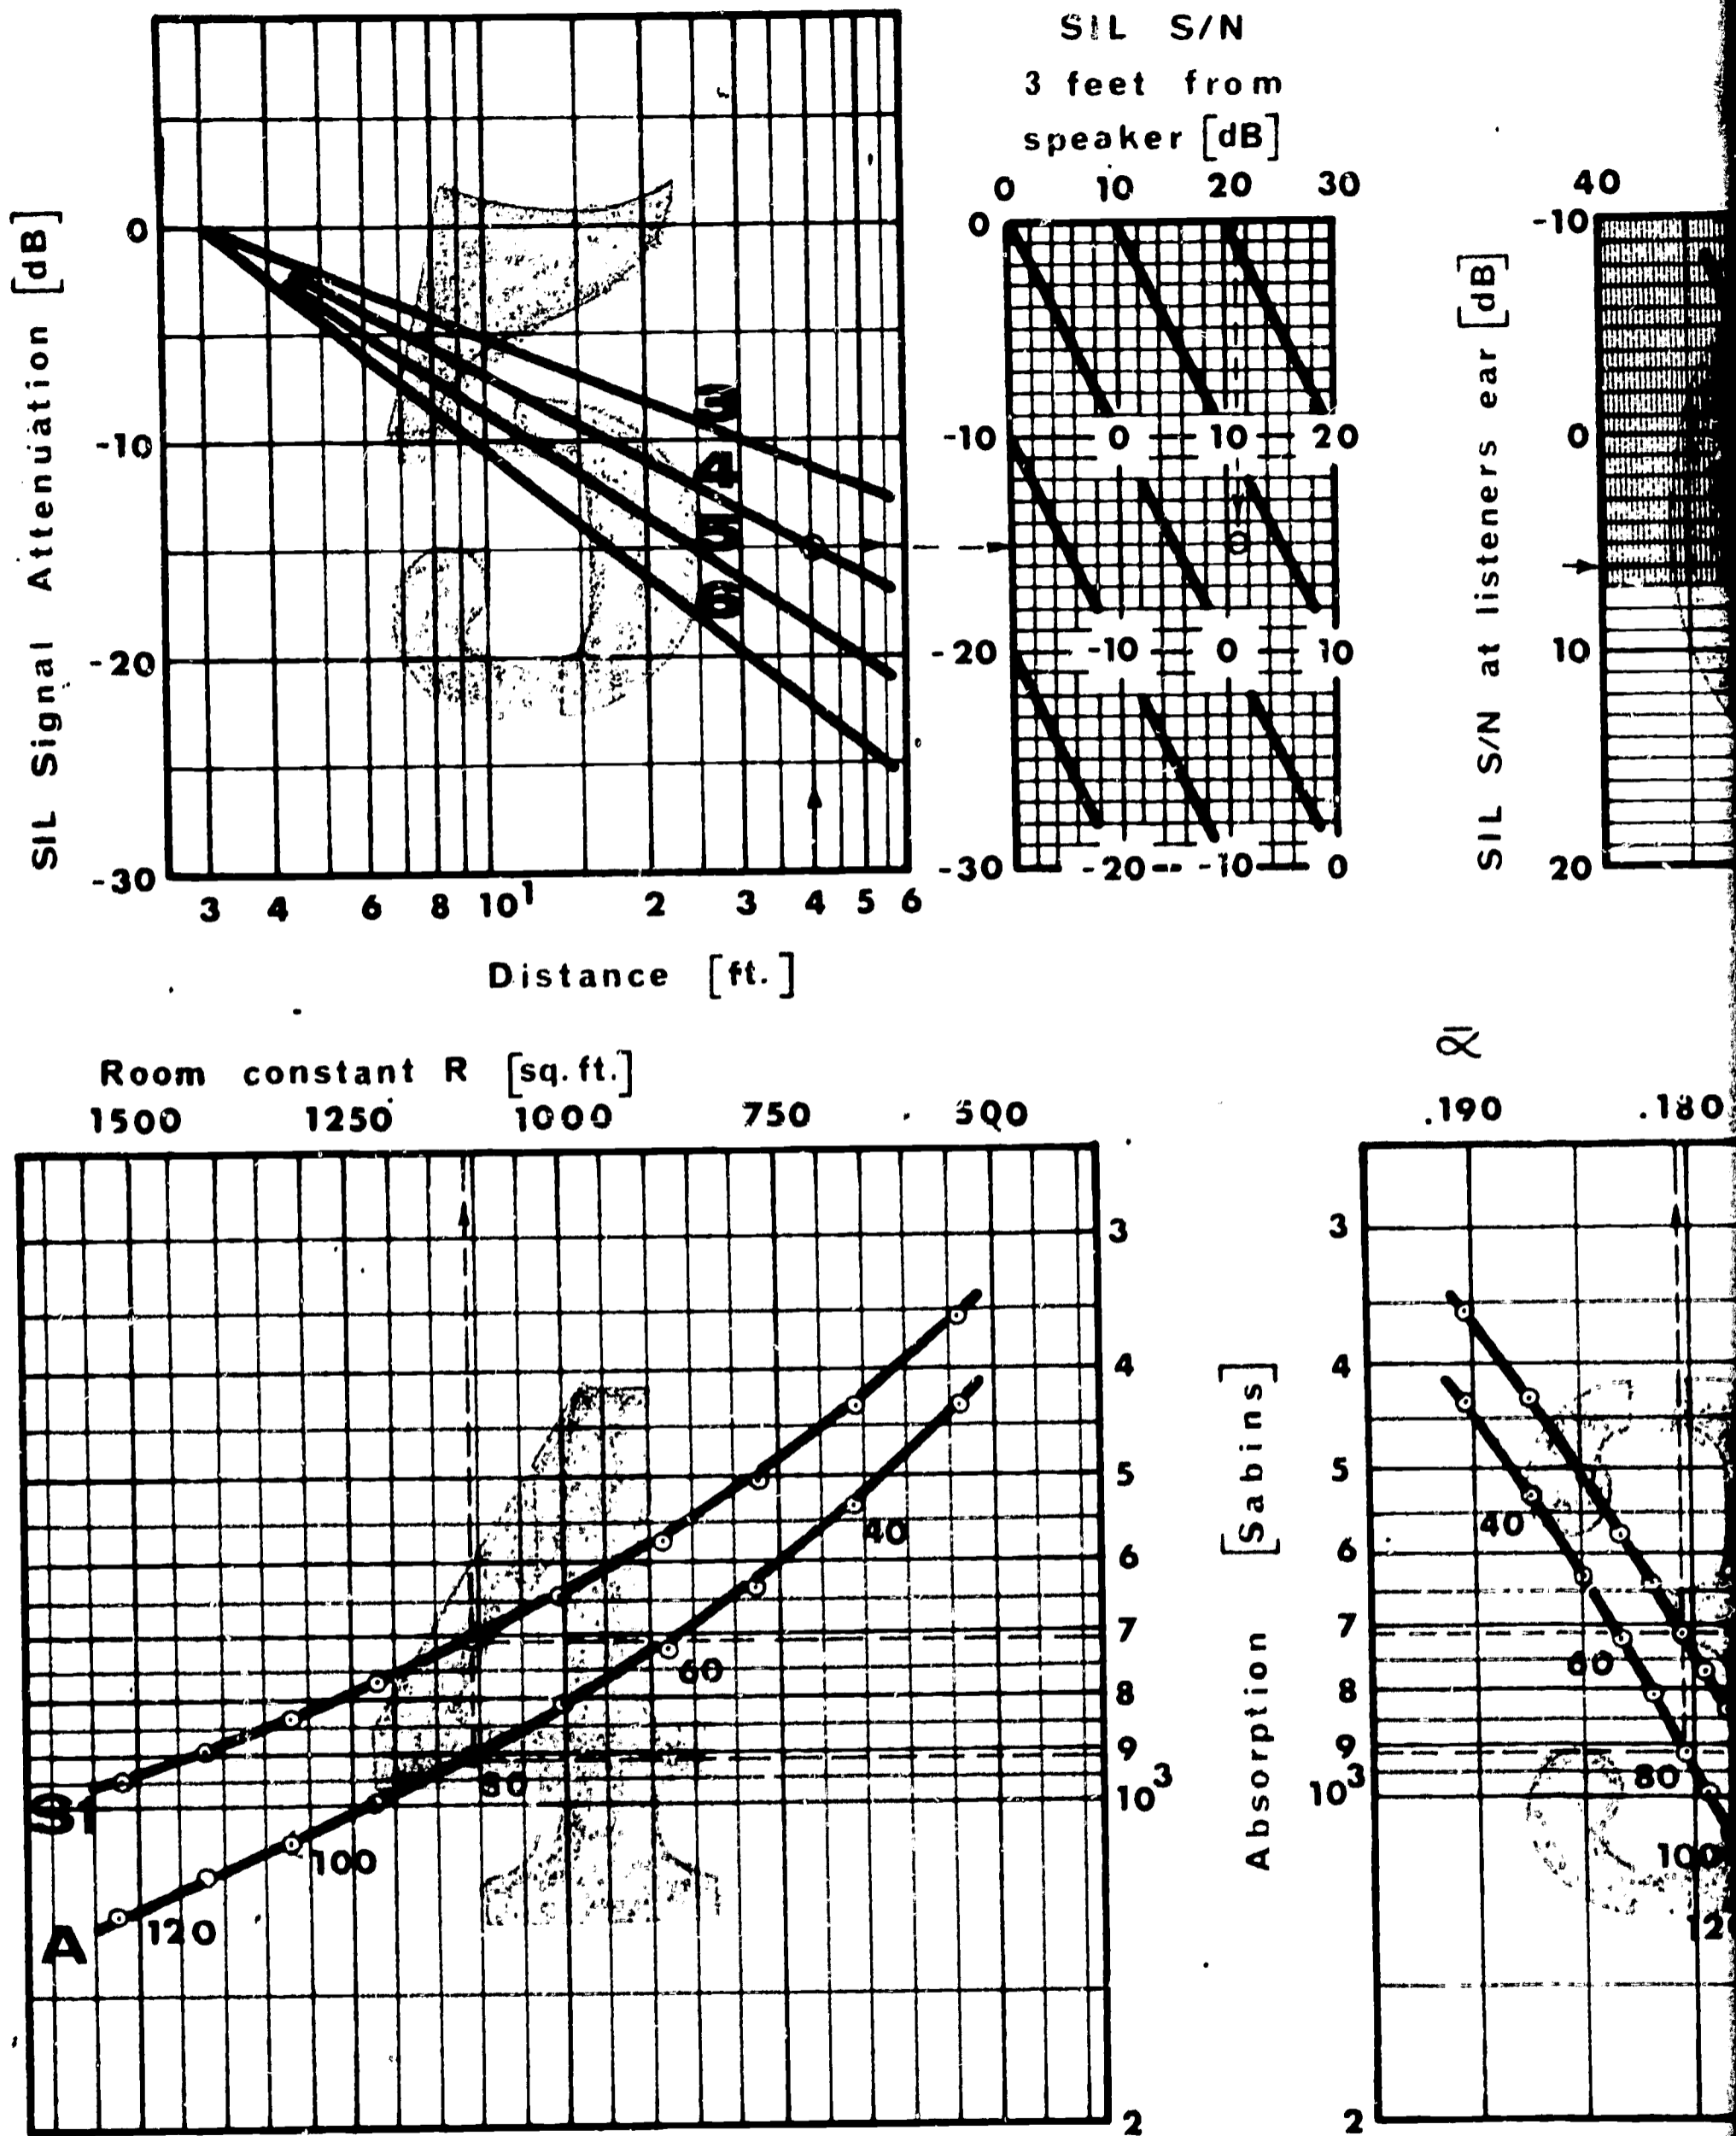 SIL S/N
3 feet from
speaker [dB]
0 10 20 30
40
SIL Signal Attenuation [dB]
0
-10
-20
-30
3
4
5
6
3 4 6 8 10¹ 2 3 4 5 6
Distance [ft.]
0
-10 0 10 20
-20 -10 0 10
-30 -20 -10 0
SIL S/N at listeners ear [dB]
-10
0
10
20
Room constant R [sq. ft.]
1500 1250 1000 750 500
3
4
5
6
7
8
9
10³
2
40
60
80
100
120
S1
A
ᾱ
.190 .180
Absorption [Sabins]
3
4
5
6
7
8
9
10³
2
40
60
80
100